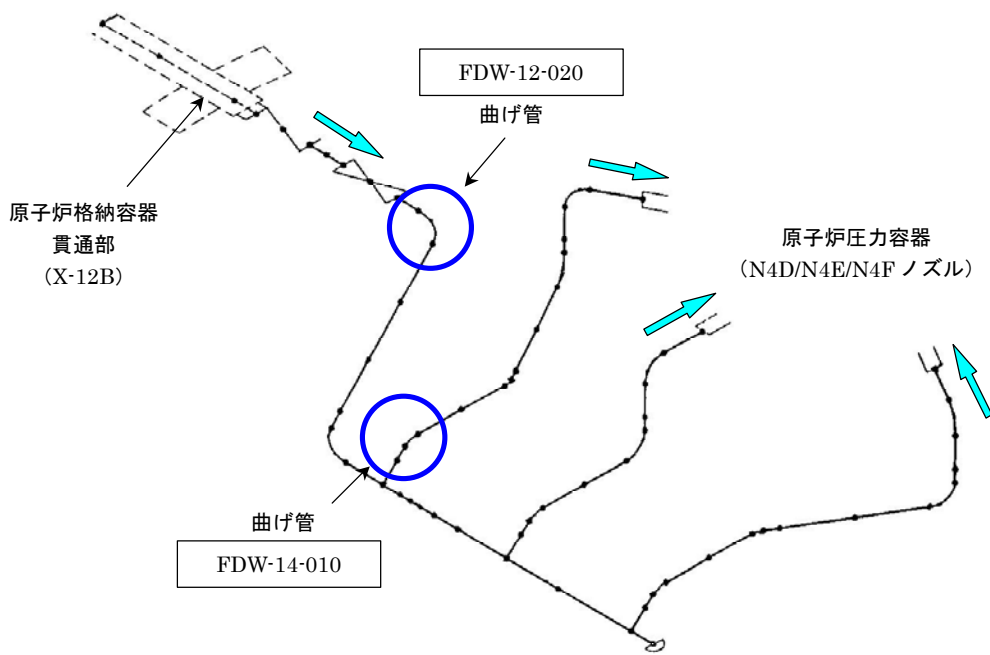 FDW-12-020
曲げ管
原子炉格納容器
貫通部
(X-12B)
原子炉圧力容器
(N4D/N4E/N4F ノズル)
曲げ管
FDW-14-010